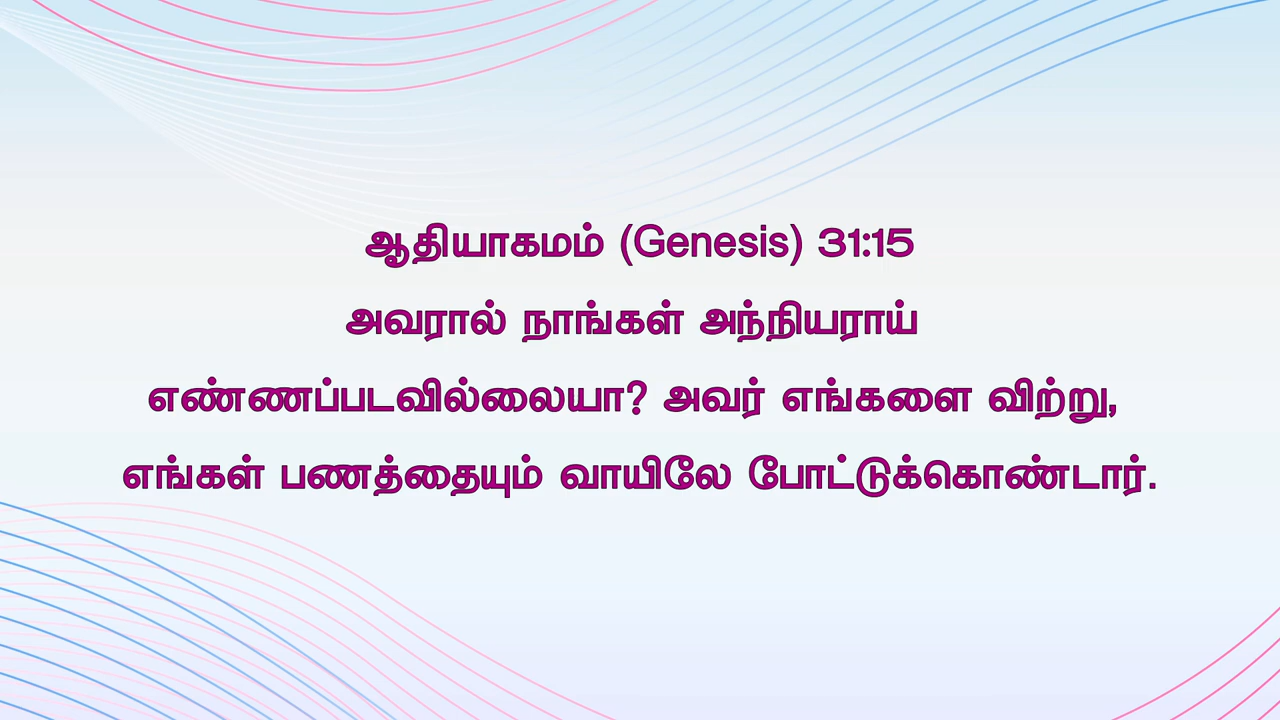 ஆதியாகமம் (Genesis) 31:15
அவரால் நாங்கள் அந்நியராய்
எண்ணப்படவில்லையா? அவர் எங்களை விற்று,
எங்கள் பணத்தையும் வாயிலே போட்டுக்கொண்டார்.